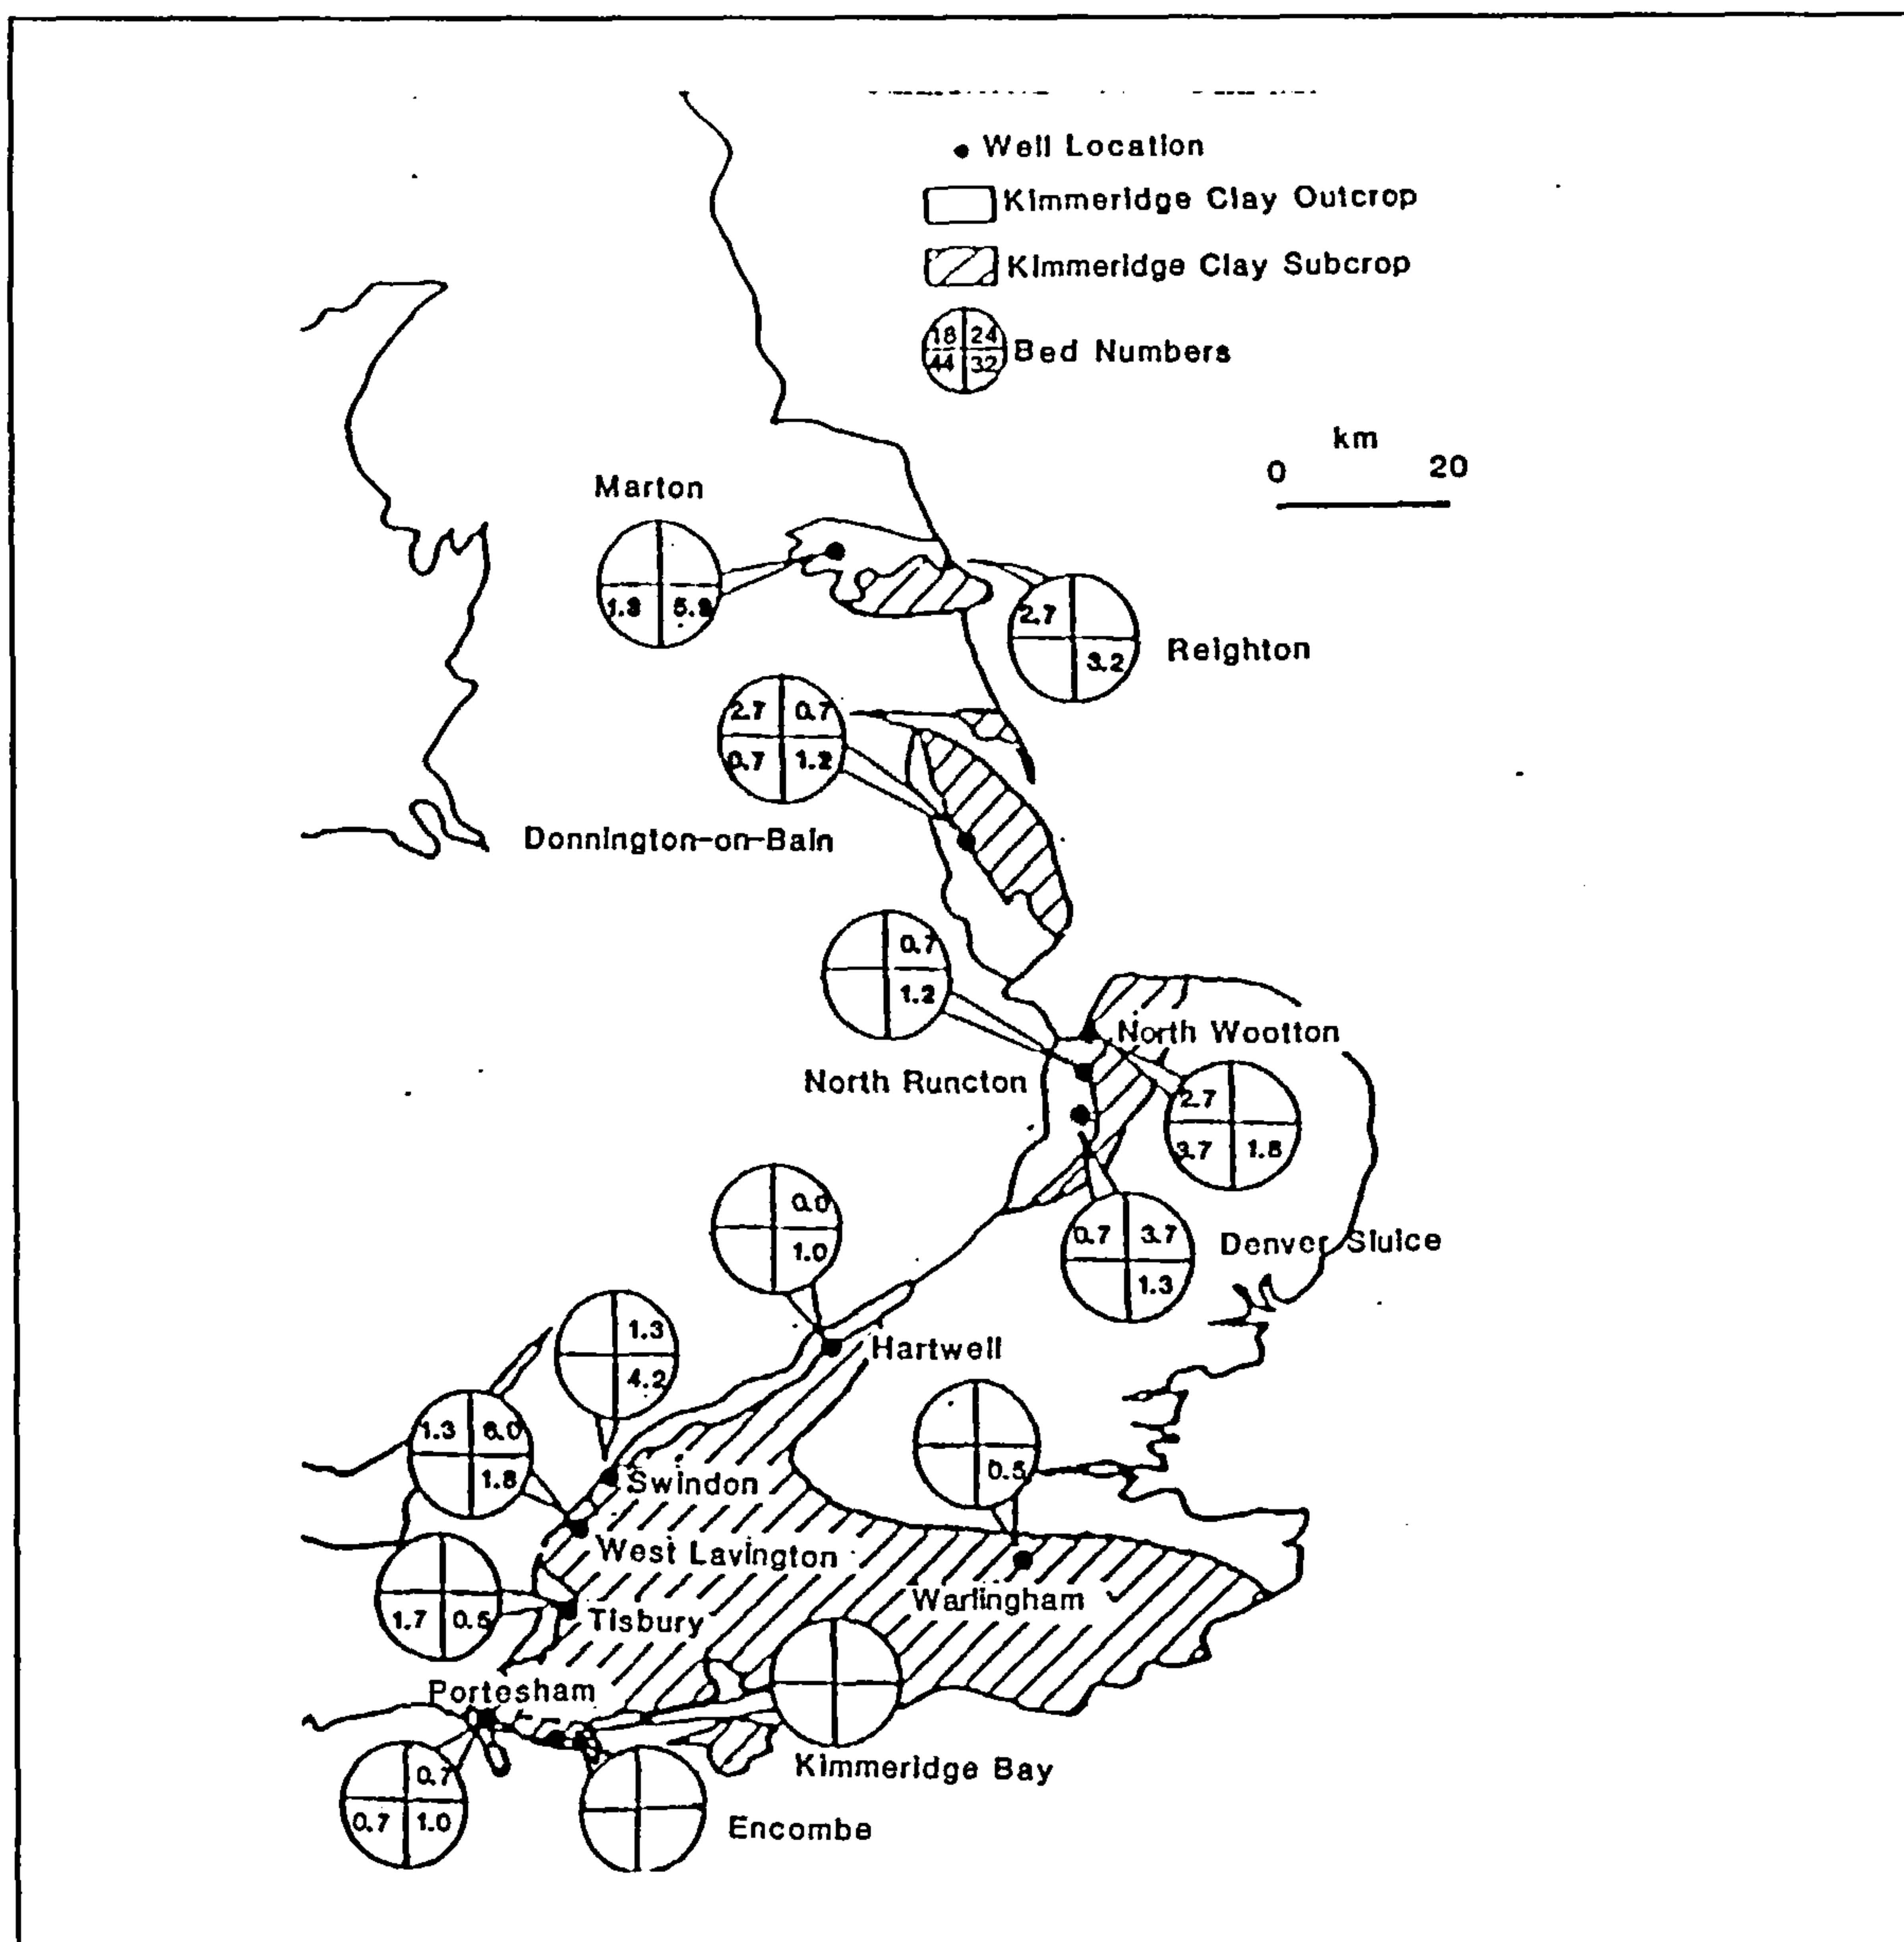 Well Location
Kimmeridge Clay Outcrop
Kimmeridge Clay Subcrop
18 24
44 32
Bed Numbers
km
0 20
Marton
1.3
2.7
3.2
Reighton
2.7 0.7
0.7 1.2
Donnington-on-Bain
0.7
1.2
North Wootton
North Runcton
2.7
3.7 1.8
0.0
1.0
0.7 3.7
1.3
Denver Sluice
Hartwell
1.3
4.2
1.3
1.8
Swindon
0.5
West Lavington
Warlingham
1.7 0.5
Tisbury
Portesham
Kimmeridge Bay
0.7
0.7 1.0
Encombe